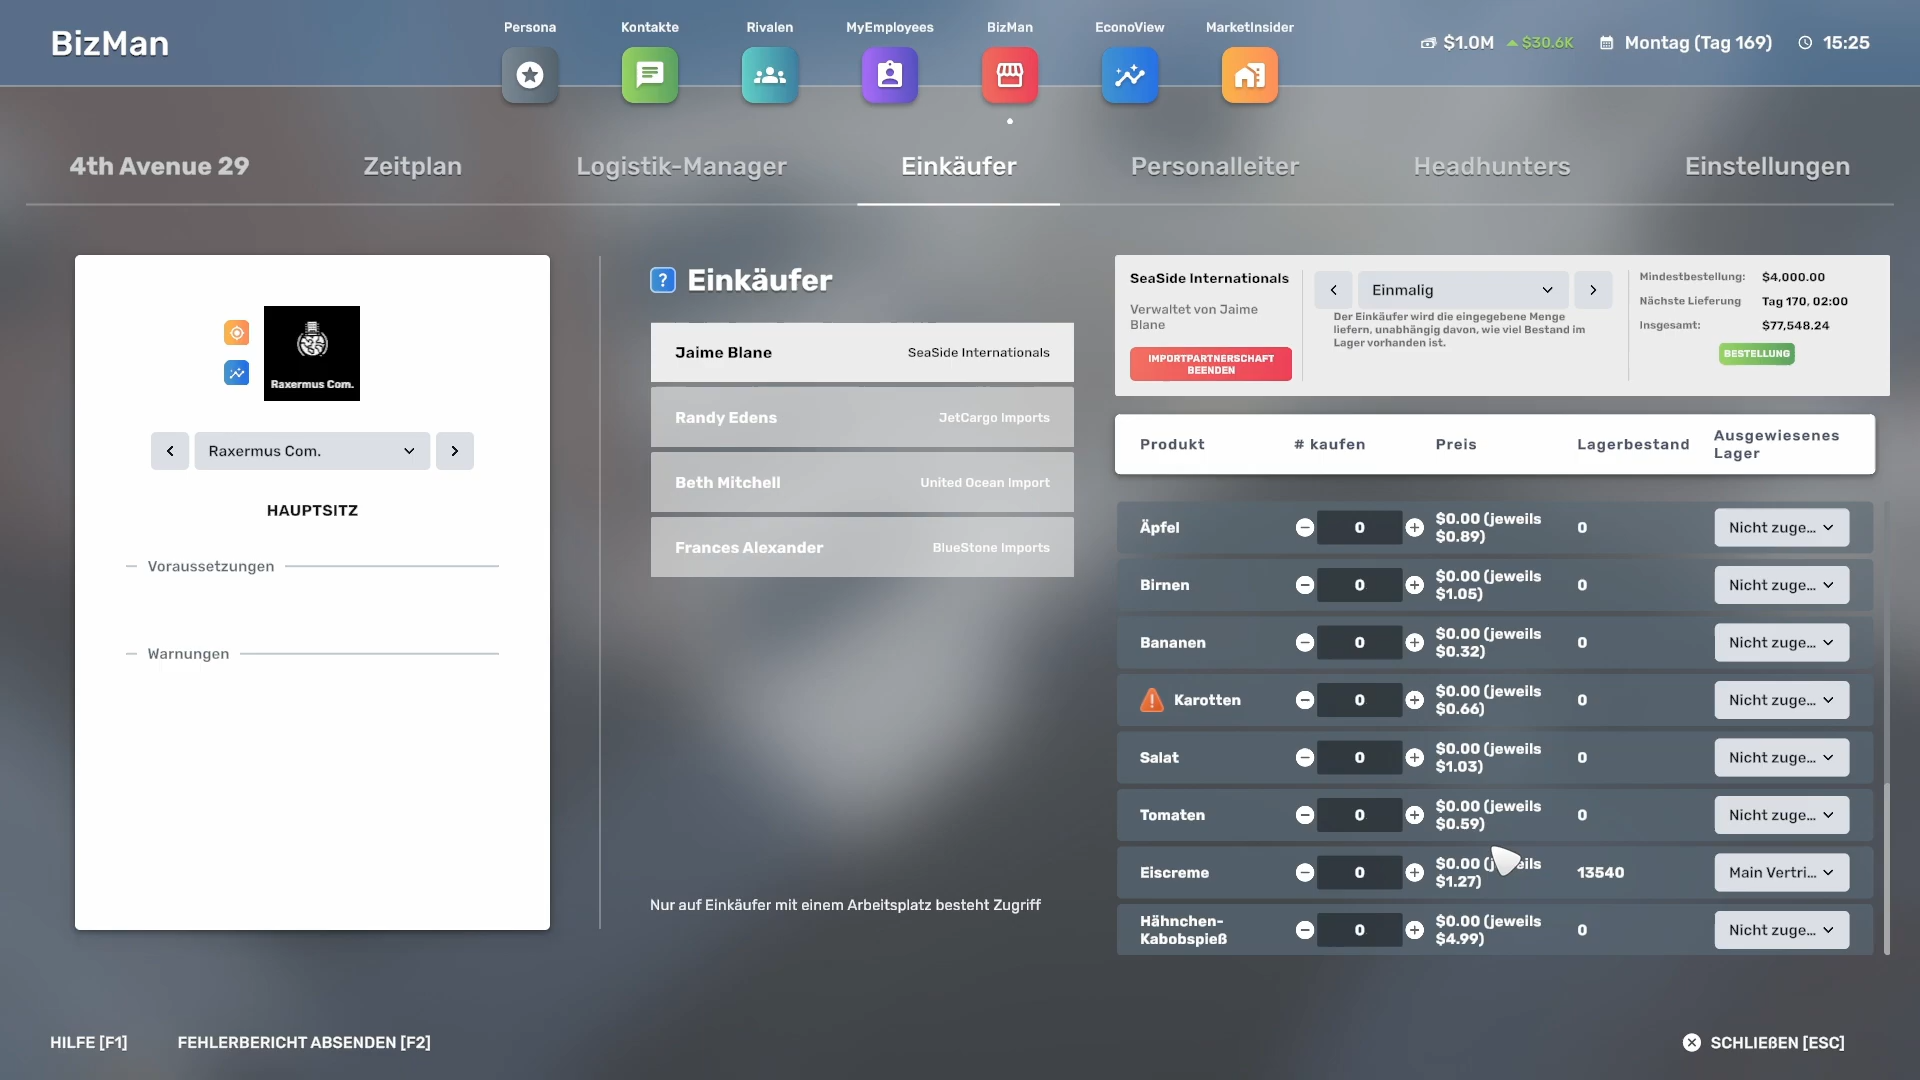 BizMan
Persona
Kontakte
Rivalen
MyEmployees
BizMan
EconoView
MarketInsider
$1.0M
$30.6K
Montag (Tag 169)
15:25
4th Avenue 29
Zeitplan
Logistik-Manager
Einkäufer
Personalleiter
Headhunters
Einstellungen
Raxermus Com.
Raxermus Com.
HAUPTSITZ
Voraussetzungen
Warnungen
? Einkäufer
Jaime Blane
SeaSide Internationals
Randy Edens
JetCargo Imports
Beth Mitchell
United Ocean Import
Frances Alexander
BlueStone Imports
Nur auf Einkäufer mit einem Arbeitsplatz besteht Zugriff
SeaSide Internationals
Verwaltet von Jaime
Blane
IMPORTPARTNERSCHAFT
BEENDEN
Einmalig
Der Einkäufer wird die eingegebene Menge
liefern, unabhängig davon, wie viel Bestand im
Lager vorhanden ist.
Mindestbestellung: $4,000.00
Nächste Lieferung Tag 170, 02:00
Insgesamt: $77,548.24
BESTELLUNG
Produkt
# kaufen
Preis
Lagerbestand
Ausgewiesenes
Lager
Äpfel
0
$0.00 (jeweils
$0.89)
0
Nicht zuge...
Birnen
0
$0.00 (jeweils
$1.05)
0
Nicht zuge...
Bananen
0
$0.00 (jeweils
$0.32)
0
Nicht zuge...
Karotten
0
$0.00 (jeweils
$0.66)
0
Nicht zuge...
Salat
0
$0.00 (jeweils
$1.03)
0
Nicht zuge...
Tomaten
0
$0.00 (jeweils
$0.59)
0
Nicht zuge...
Eiscreme
0
$0.00 (jeweils
$1.27)
13540
Main Vertri...
Hähnchen-
Kabobspieß
0
$0.00 (jeweils
$4.99)
0
Nicht zuge...
HILFE [F1]
FEHLERBERICHT ABSENDEN [F2]
SCHLIEßEN [ESC]